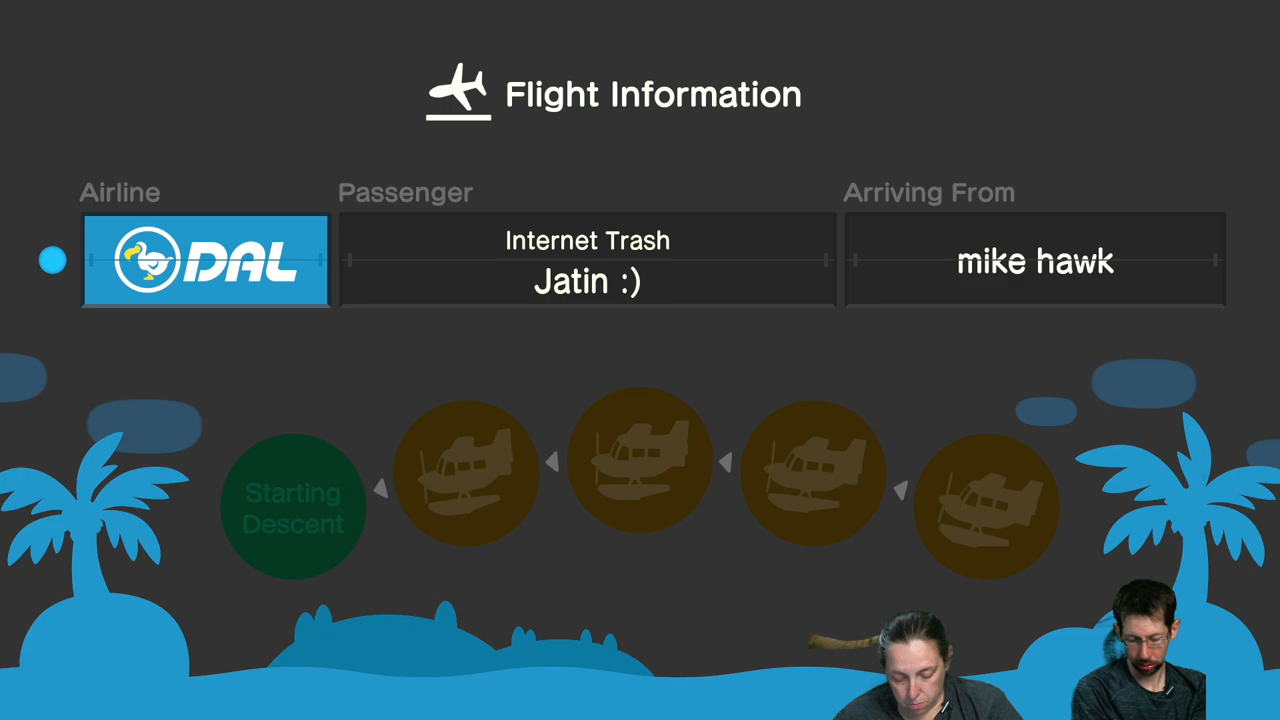 Flight Information
Airline
Passenger
Arriving From
DAL
Internet Trash
Jatin :)
mike hawk
Starting
Descent